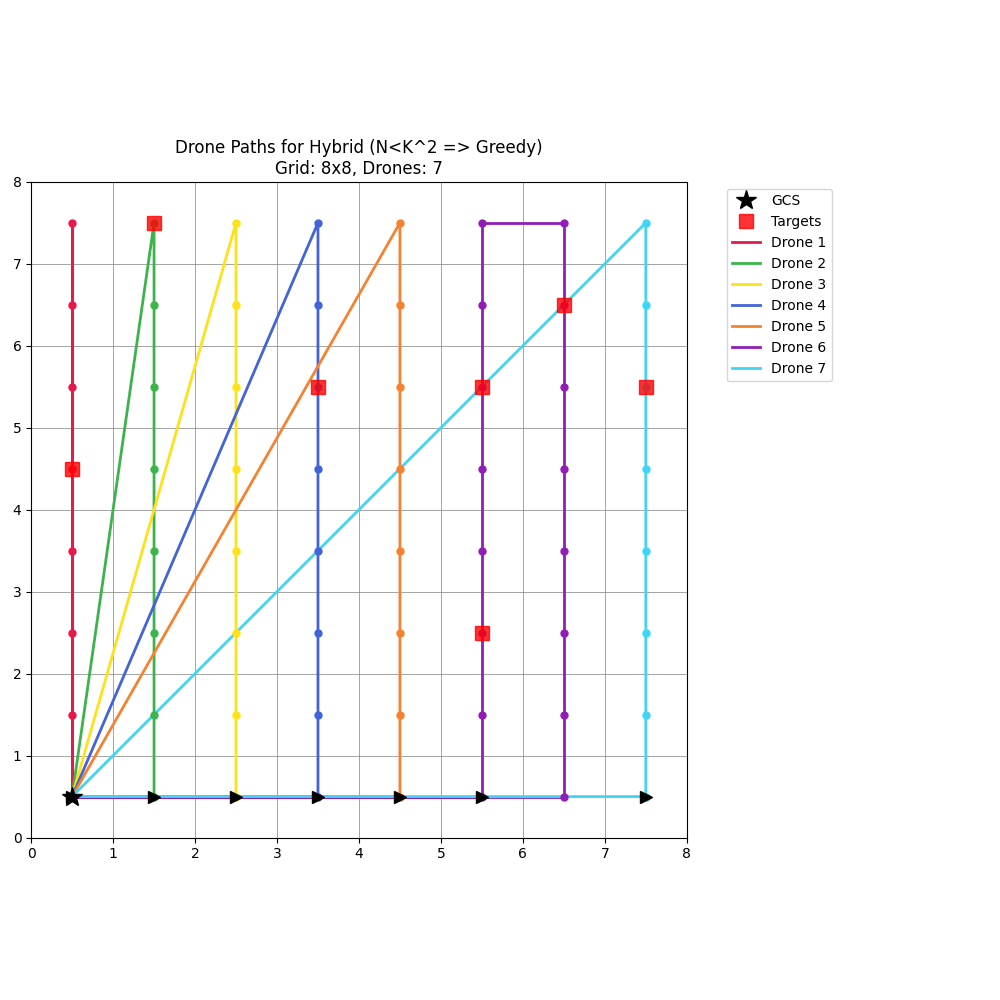 Drone Paths for Hybrid (N<K^2 => Greedy)
Grid: 8x8, Drones: 7
8
7
6
5
4
3
2
1
0
0 1 2 3 4 5 6 7 8
GCS
Targets
Drone 1
Drone 2
Drone 3
Drone 4
Drone 5
Drone 6
Drone 7